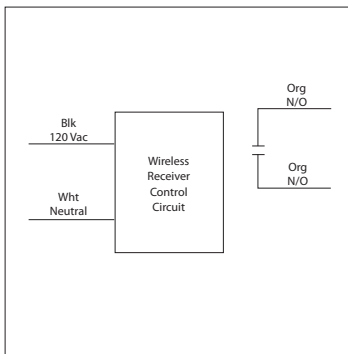 Blk
120 Vac
Wht
Neutral
Wireless
Receiver
Control
Circuit
Org
N/O
Org
N/O